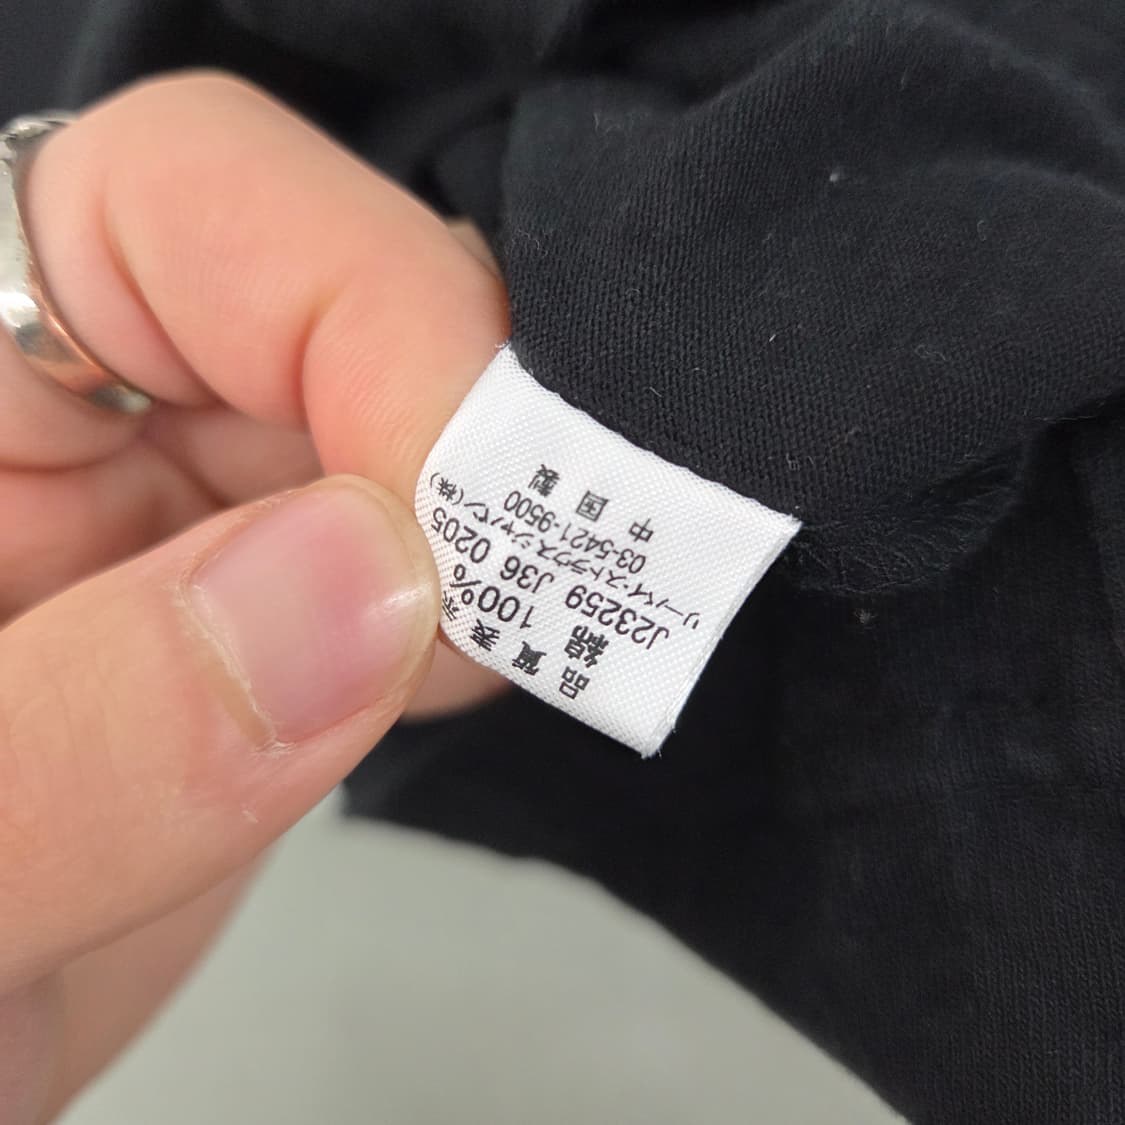 品質表示
綿 100%
J23259 J36 0205
リーバイ・ストラウスジャパン(株)
03-5421-9500
中国製